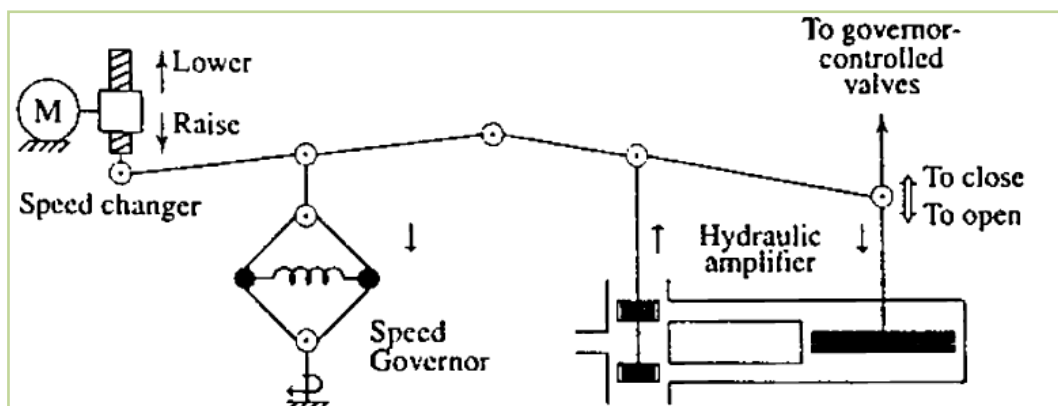 To governor-
controlled
valves
Lower
M
Raise
Speed changer
To close
To open
Hydraulic
amplifier
Speed
Governor